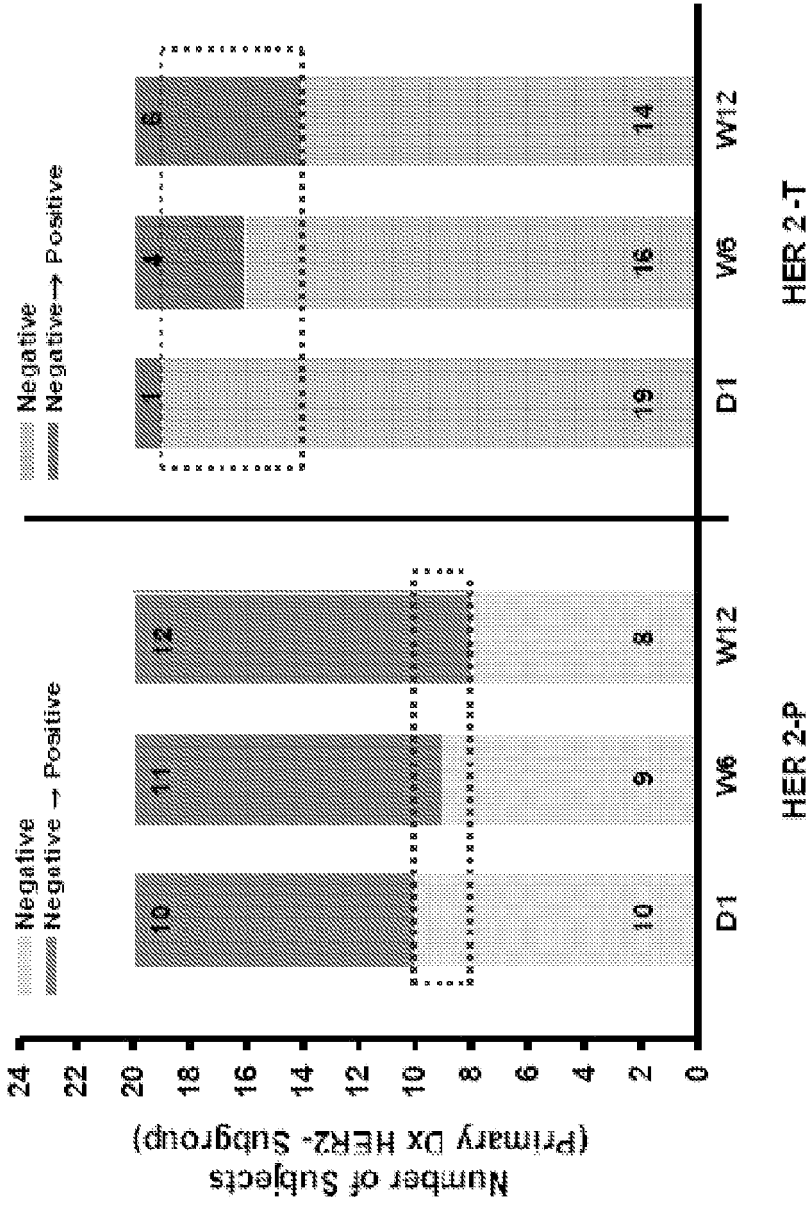 Number of Subjects
(Primary Dx HER2- Subgroup)
24
22
20
18
16
14
12
10
8
6
4
2
0
Negative
Negative → Positive
10
11
12
10
9
8
D1
W6
W12
HER 2-P
Negative
Negative → Positive
1
4
6
19
16
14
D1
W6
W12
HER 2 -T